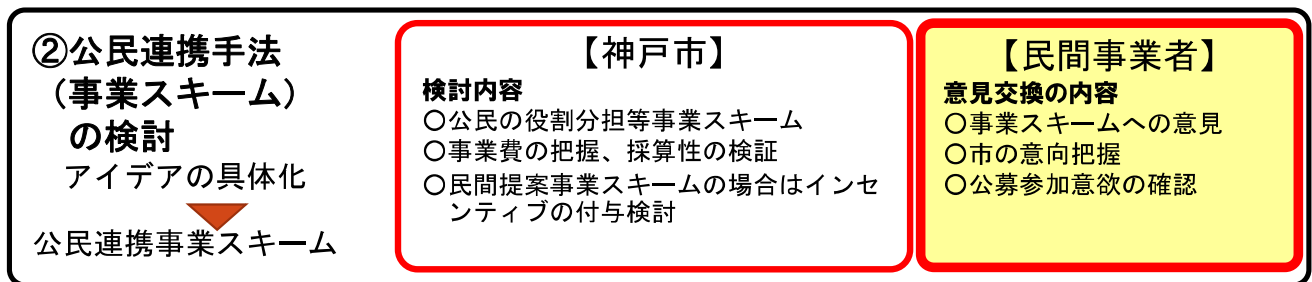 ②公民連携手法
（事業スキーム）
の検討
アイデアの具体化
公民連携事業スキーム
【神戸市】
検討内容
○公民の役割分担等事業スキーム
○事業費の把握、採算性の検証
○民間提案事業スキームの場合はインセ
ンティブの付与検討
【民間事業者】
意見交換の内容
○事業スキームへの意見
○市の意向把握
○公募参加意欲の確認